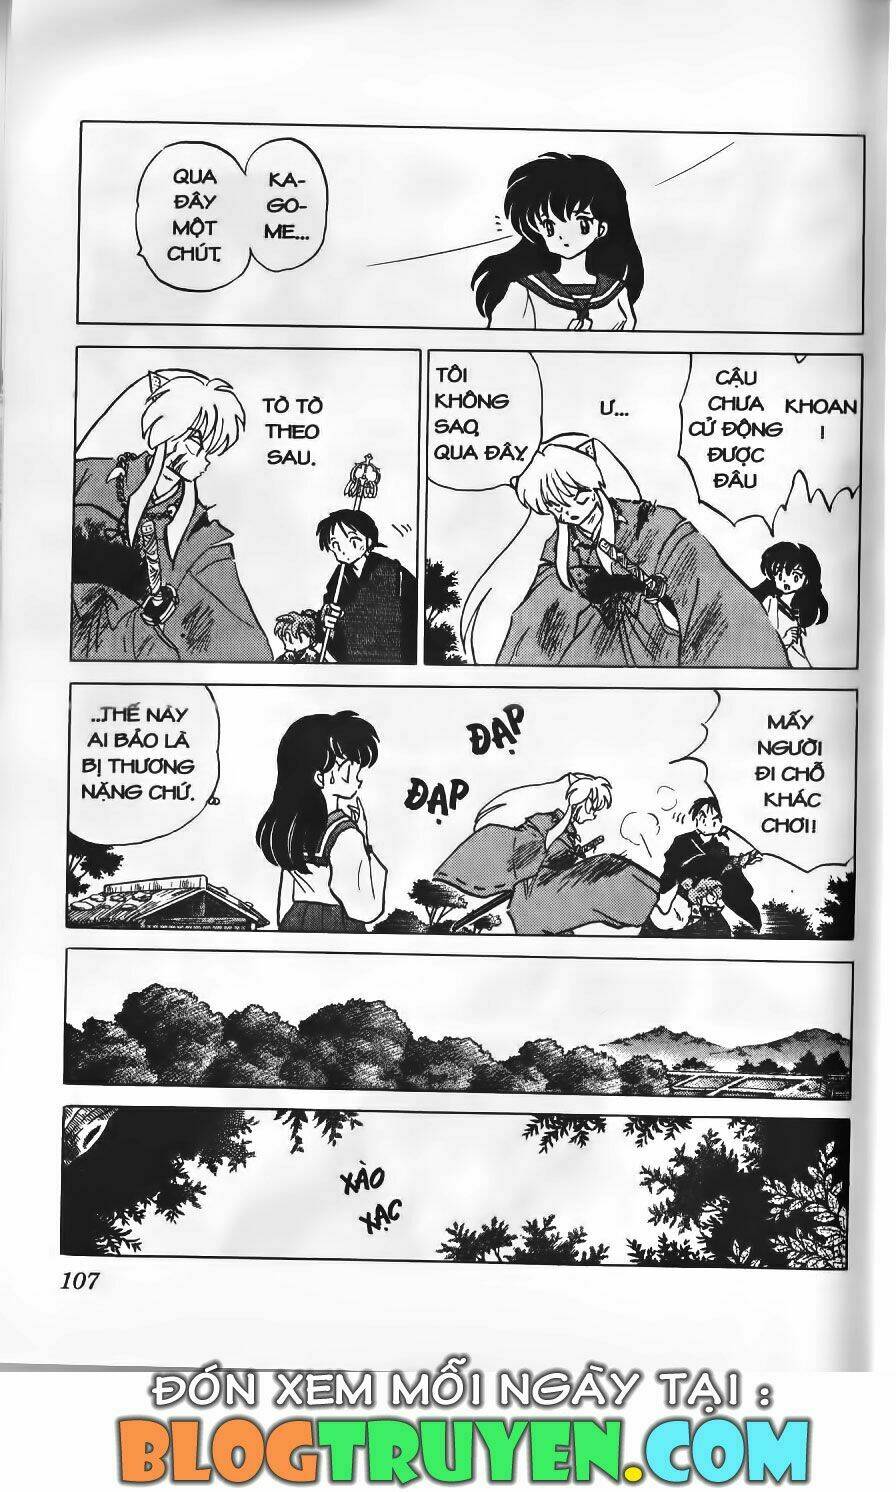 KA-
GO-
ME...
QUA
ĐÂY
MỘT
CHÚT.
KHOAN
!
CẬU
CHƯA
CỬ ĐỘNG
ĐƯỢC
ĐÂU
Ư...
TÔI
KHÔNG
SAO,
QUA ĐÂY.
TÒ TÒ
THEO
SAU.
MẤY
NGƯỜI
ĐI CHỖ
KHÁC
CHƠI!
ĐẠP
ĐẠP
...THẾ NÀY
AI BẢO LÀ
BỊ THƯƠNG
NẶNG CHỨ.
XÀO
XẠC
107
ĐÓN XEM MỖI NGÀY TẠI :
BLOGTRUYEN.COM